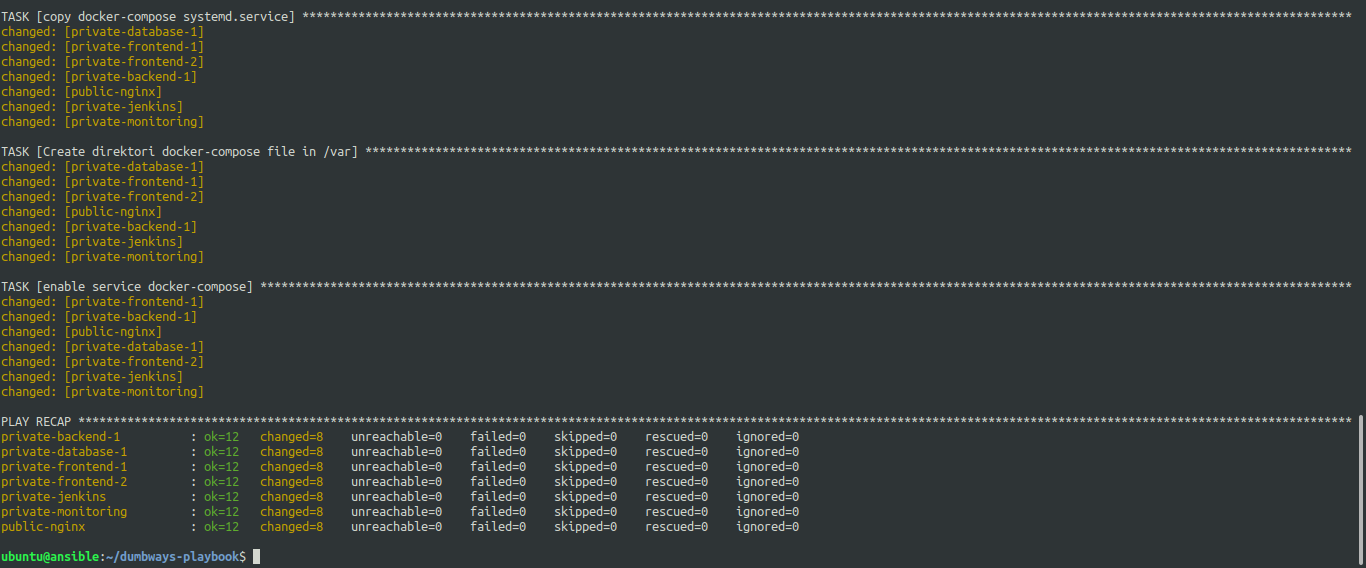 TASK [copy docker-compose systemd.service] ******************************************************************************************************************************************************
changed: [private-database-1]
changed: [private-frontend-1]
changed: [private-frontend-2]
changed: [private-backend-1]
changed: [public-nginx]
changed: [private-jenkins]
changed: [private-monitoring]
TASK [Create direktori docker-compose file in /var] *********************************************************************************************************************************************
changed: [private-database-1]
changed: [private-frontend-1]
changed: [private-frontend-2]
changed: [public-nginx]
changed: [private-backend-1]
changed: [private-jenkins]
changed: [private-monitoring]
TASK [enable service docker-compose] ************************************************************************************************************************************************************
changed: [private-frontend-1]
changed: [private-backend-1]
changed: [public-nginx]
changed: [private-database-1]
changed: [private-frontend-2]
changed: [private-jenkins]
changed: [private-monitoring]
PLAY RECAP **************************************************************************************************************************************************************************************
private-backend-1          : ok=12   changed=8    unreachable=0    failed=0    skipped=0    rescued=0    ignored=0
private-database-1         : ok=12   changed=8    unreachable=0    failed=0    skipped=0    rescued=0    ignored=0
private-frontend-1         : ok=12   changed=8    unreachable=0    failed=0    skipped=0    rescued=0    ignored=0
private-frontend-2         : ok=12   changed=8    unreachable=0    failed=0    skipped=0    rescued=0    ignored=0
private-jenkins            : ok=12   changed=8    unreachable=0    failed=0    skipped=0    rescued=0    ignored=0
private-monitoring         : ok=12   changed=8    unreachable=0    failed=0    skipped=0    rescued=0    ignored=0
public-nginx               : ok=12   changed=8    unreachable=0    failed=0    skipped=0    rescued=0    ignored=0
ubuntu@ansible:~/dumbways-playbook$